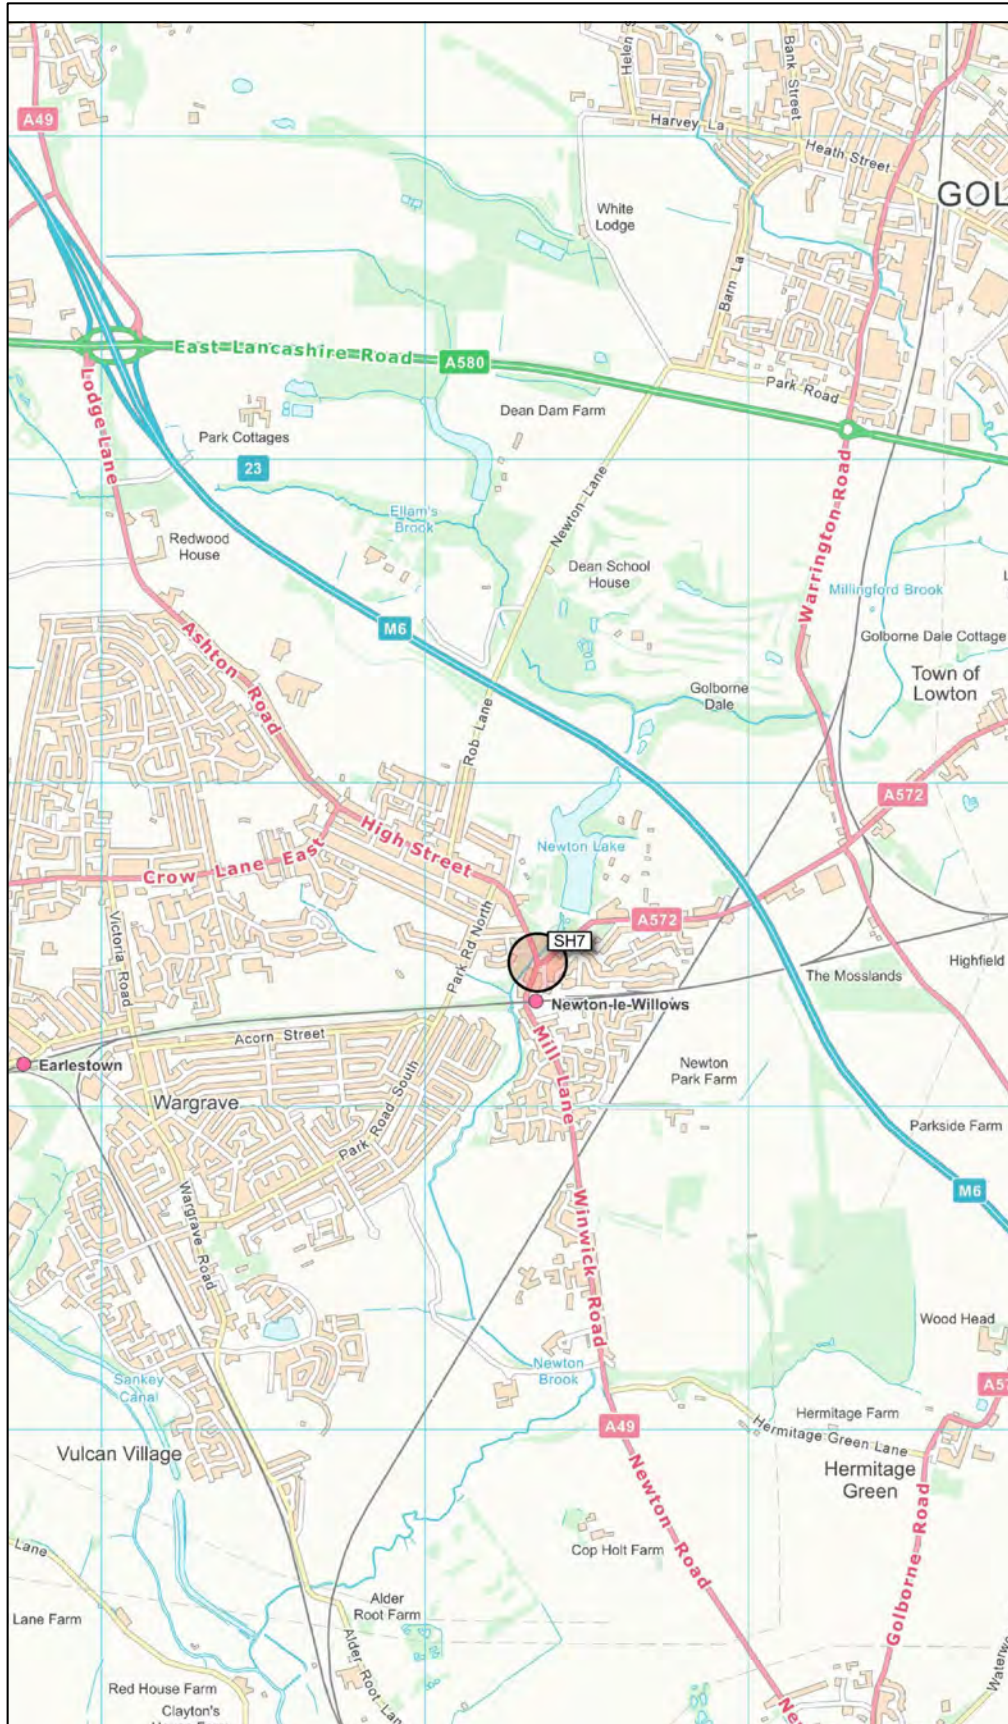 Helen S
Bank
Street
A49
Harvey La
Heath Street
GOL
White
Lodge
Barn La
East Lancashire Road
A580
Lodge Lane
Park Road
Dean Dam Farm
Park Cottages
23
Newton Lane
Warrington Road
Ellam's
Brook
Redwood
House
Dean School
House
Millingford Brook
M6
Ashton Road
Golborne Dale Cottage
Town of
Lowton
Golborne
Dale
Rob Lane
A572
High Street
Newton Lake
Crow Lane East
Victoria Road
Park Rd North
A572
SH7
The Mosslands
Highfield
Newton-le-Willows
Acorn Street
Mill Lane
Earlestown
Newton
Park Farm
Wargrave
Park Road South
Parkside Farm
M6
Wargrave Road
Winwick Road
Wood Head
Newton
Brook
Sankey
Canal
A57
Hermitage Farm
A49
Hermitage Green Lane
Vulcan Village
Hermitage
Green
Newton Road
Golborne Road
Lane
Cop Holt Farm
Alder
Root Farm
Lane Farm
Alder Root Lan
Waterwo
Red House Farm
Clayton's
Ne